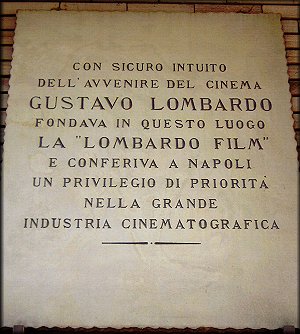 CON SICURO INTUITO
DELL'AVVENIRE DEL CINEMA
GUSTAVO LOMBARDO
FONDAVA IN QUESTO LUOGO
LA "LOMBARDO FILM"
E CONFERIVA A NAPOLI
UN PRIVILEGIO DI PRIORITÁ
NELLA GRANDE
INDUSTRIA CINEMATOGRAFICA